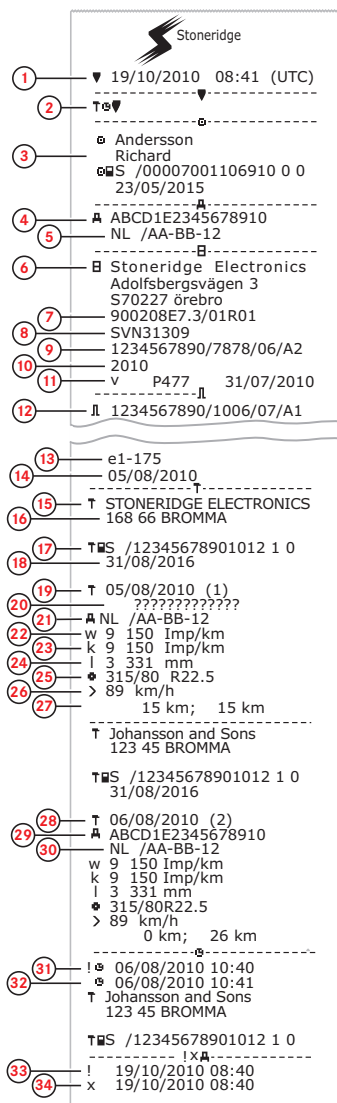 Stoneridge
1 ▼ 19/10/2010 08:41 (UTC)
2
3 Andersson
Richard
S /00007001106910 0 0
23/05/2015
4 ABCD1E2345678910
5 NL /AA-BB-12
6 Stoneridge Electronics
Adolfsbergsvägen 3
S70227 örebro
7 900208E7.3/01R01
8 SVN31309
9 1234567890/7878/06/A2
10 2010
11 v P477 31/07/2010
12 1234567890/1006/07/A1
13 e1-175
14 05/08/2010
15 STONERIDGE ELECTRONICS
16 168 66 BROMMA
17 S /12345678901012 1 0
18 31/08/2016
19 05/08/2010 (1)
20 ?????????????
21 NL /AA-BB-12
22 w 9 150 Imp/km
23 k 9 150 Imp/km
24 l 3 331 mm
25 315/80 R22.5
26 > 89 km/h
27 15 km; 15 km
Johansson and Sons
123 45 BROMMA
S /12345678901012 1 0
31/08/2016
28 06/08/2010 (2)
29 ABCD1E2345678910
30 NL /AA-BB-12
w 9 150 Imp/km
k 9 150 Imp/km
l 3 331 mm
315/80R22.5
> 89 km/h
0 km; 26 km
31 ! 06/08/2010 10:40
32 06/08/2010 10:41
Johansson and Sons
123 45 BROMMA
S /12345678901012 1 0
!x
33 ! 19/10/2010 08:40
34 x 19/10/2010 08:40